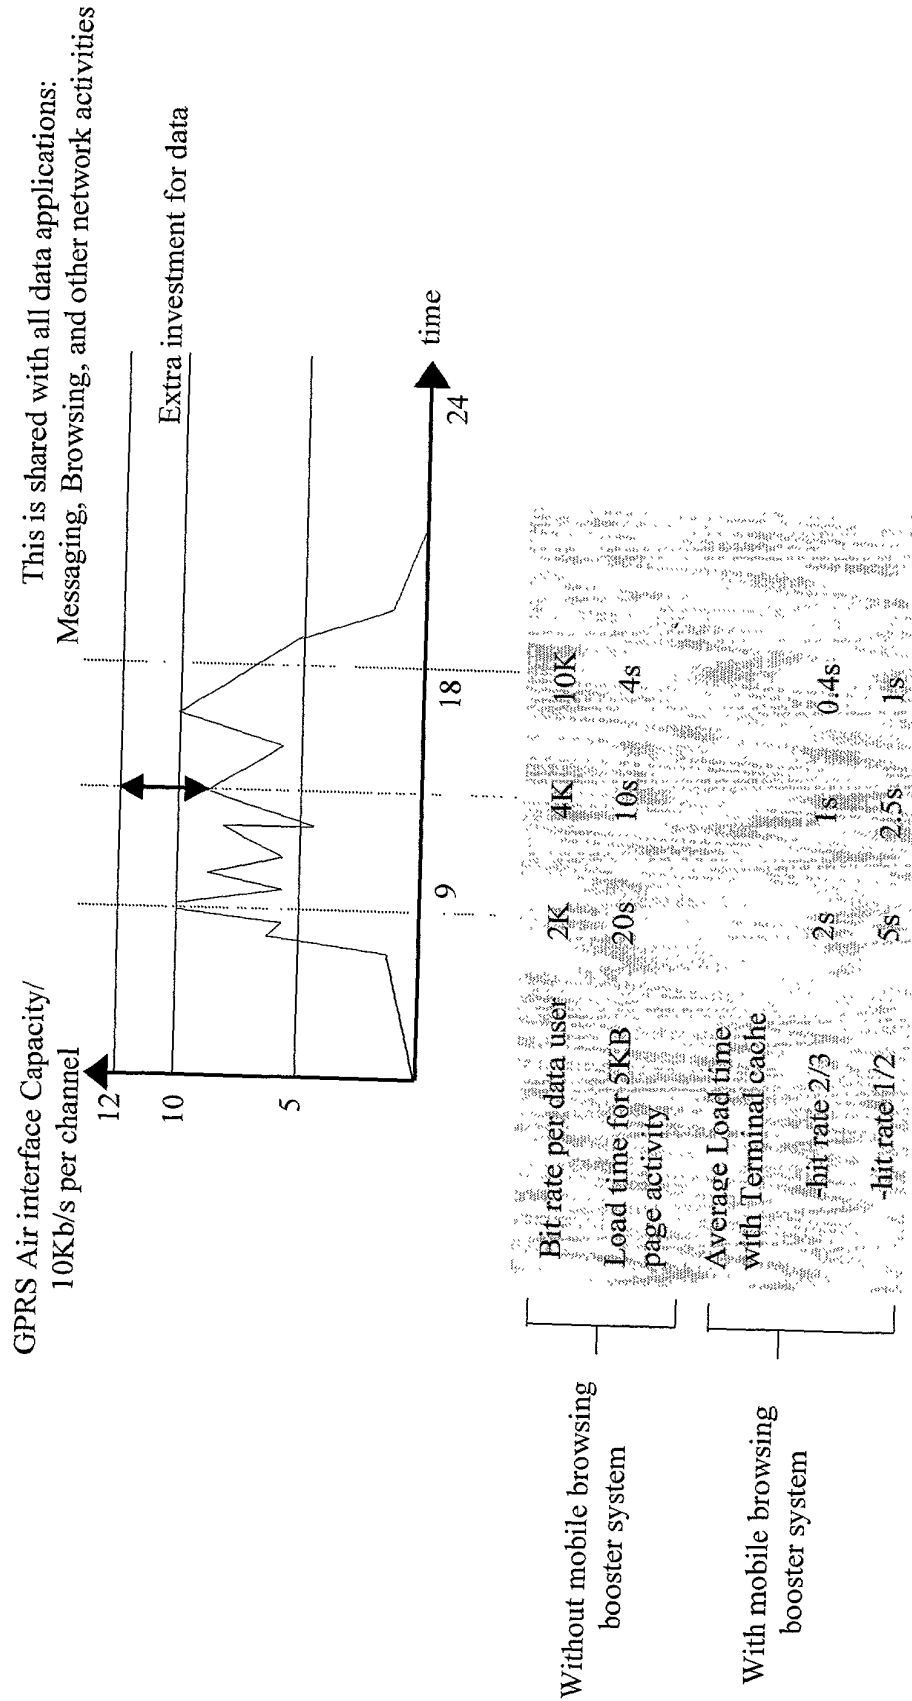 GPRS Air interface Capacity/
10Kb/s per channel
This is shared with all data applications:
Messaging, Browsing, and other network activities
12
10
5
Extra investment for data
9
18
24
time
Without mobile browsing
booster system
Bit rate per data user 2K 4K 10K
Load time for 5KB 20s 10s 4s
page activity
With mobile browsing
booster system
Average Load time
with Terminal cache
-hit rate 2/3 2s 1s 0.4s
-hit rate 1/2 5s 2.5s 1s